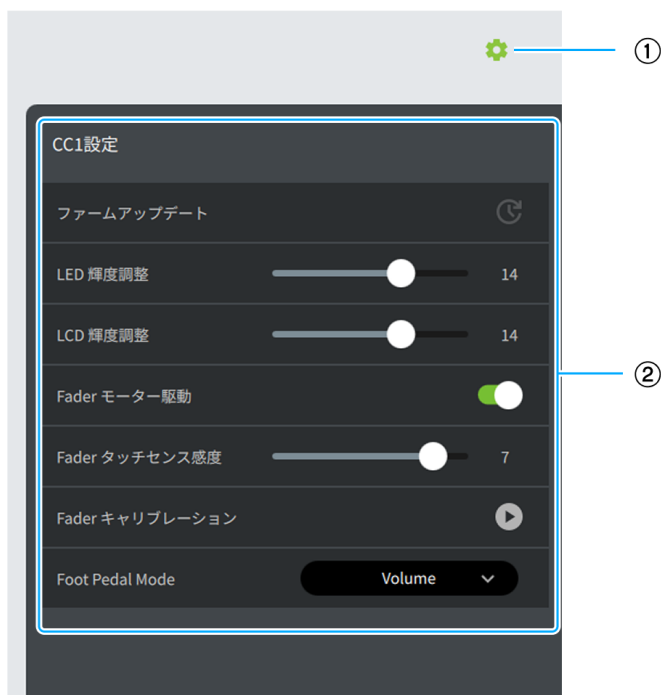 ①
CC1設定
ファームアップデート
LED 輝度調整 14
LCD 輝度調整 14
②
Fader モーター駆動
Fader タッチセンス感度 7
Fader キャリブレーション
Foot Pedal Mode Volume